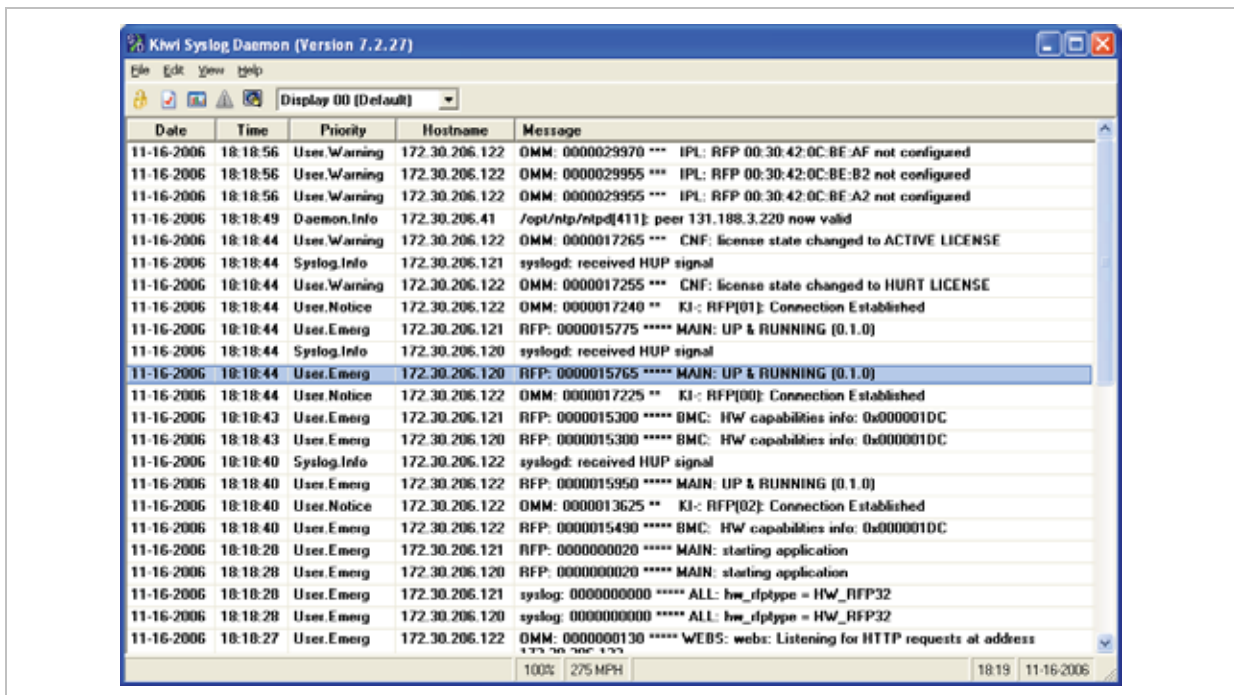 Kiwi Syslog Daemon (Version 7.2.27)
File Edit View Help
Display 00 (Default)
Date Time Priority Hostname Message
11-16-2006 18:18:56 User.Warning 172.30.206.122 OMM: 0000029970 *** IPL: RFP 00:30:42:0C:BE:AF not configured
11-16-2006 18:18:56 User.Warning 172.30.206.122 OMM: 0000029955 *** IPL: RFP 00:30:42:0C:BE:B2 not configured
11-16-2006 18:18:56 User.Warning 172.30.206.122 OMM: 0000029955 *** IPL: RFP 00:30:42:0C:BE:A2 not configured
11-16-2006 18:18:49 Daemon.Info 172.30.206.41 /opt/ntp/ntpd[411]: peer 131.188.3.220 now valid
11-16-2006 18:18:44 User.Warning 172.30.206.122 OMM: 0000017265 *** CNF: license state changed to ACTIVE LICENSE
11-16-2006 18:18:44 Syslog.Info 172.30.206.121 syslogd: received HUP signal
11-16-2006 18:18:44 User.Warning 172.30.206.122 OMM: 0000017255 *** CNF: license state changed to HURT LICENSE
11-16-2006 18:18:44 User.Notice 172.30.206.122 OMM: 0000017240 ** KI-: RFP[01]: Connection Established
11-16-2006 18:18:44 User.Emerg 172.30.206.121 RFP: 0000015775 ***** MAIN: UP & RUNNING (0.1.0)
11-16-2006 18:18:44 Syslog.Info 172.30.206.120 syslogd: received HUP signal
11-16-2006 18:18:44 User.Emerg 172.30.206.120 RFP: 0000015765 ***** MAIN: UP & RUNNING (0.1.0)
11-16-2006 18:18:44 User.Notice 172.30.206.122 OMM: 0000017225 ** KI-: RFP[00]: Connection Established
11-16-2006 18:18:43 User.Emerg 172.30.206.121 RFP: 0000015300 ***** BMC: HW capabilities info: 0x000001DC
11-16-2006 18:18:43 User.Emerg 172.30.206.120 RFP: 0000015300 ***** BMC: HW capabilities info: 0x000001DC
11-16-2006 18:18:40 Syslog.Info 172.30.206.122 syslogd: received HUP signal
11-16-2006 18:18:40 User.Emerg 172.30.206.122 RFP: 0000015950 ***** MAIN: UP & RUNNING (0.1.0)
11-16-2006 18:18:40 User.Notice 172.30.206.122 OMM: 0000013625 ** KI-: RFP[02]: Connection Established
11-16-2006 18:18:40 User.Emerg 172.30.206.122 RFP: 0000015490 ***** BMC: HW capabilities info: 0x000001DC
11-16-2006 18:18:28 User.Emerg 172.30.206.121 RFP: 0000000020 ***** MAIN: starting application
11-16-2006 18:18:28 User.Emerg 172.30.206.120 RFP: 0000000020 ***** MAIN: starting application
11-16-2006 18:18:28 User.Emerg 172.30.206.121 syslog: 0000000000 ***** ALL: hw_rfptype = HW_RFP32
11-16-2006 18:18:28 User.Emerg 172.30.206.120 syslog: 0000000000 ***** ALL: hw_rfptype = HW_RFP32
11-16-2006 18:18:27 User.Emerg 172.30.206.122 OMM: 0000000130 ***** WEBS: webs: Listening for HTTP requests at address
100% 275 MPH 18:19 11-16-2006